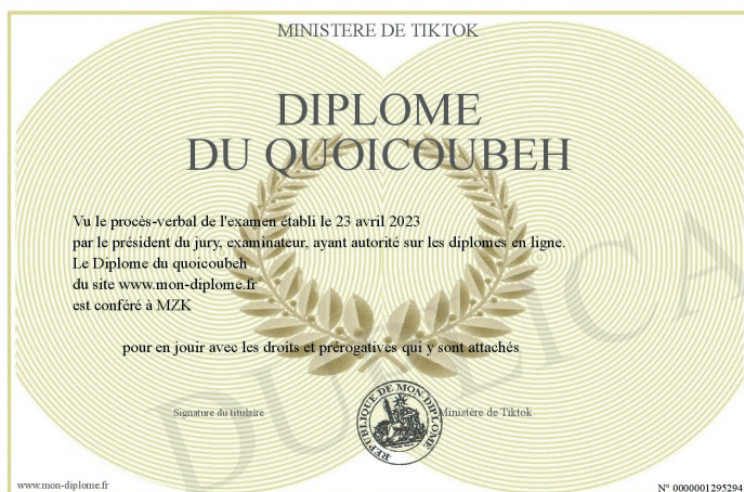 MINISTERE DE TIKTOK
DIPLOME
DU QUOICOUBEH
Vu le procès-verbal de l'examen établi le 23 avril 2023
par le président du jury, examinateur, ayant autorité sur les diplomes en ligne.
Le Diplome du quoicoubeh
du site www.mon-diplome.fr
est conféré à MZK
pour en jouir avec les droits et prérogatives qui y sont attachés
Signature du titulaire
REPUBLIQUE DE MON-DIPLOME
Ministère de Tiktok
www.mon-diplome.fr
N° 0000001295294